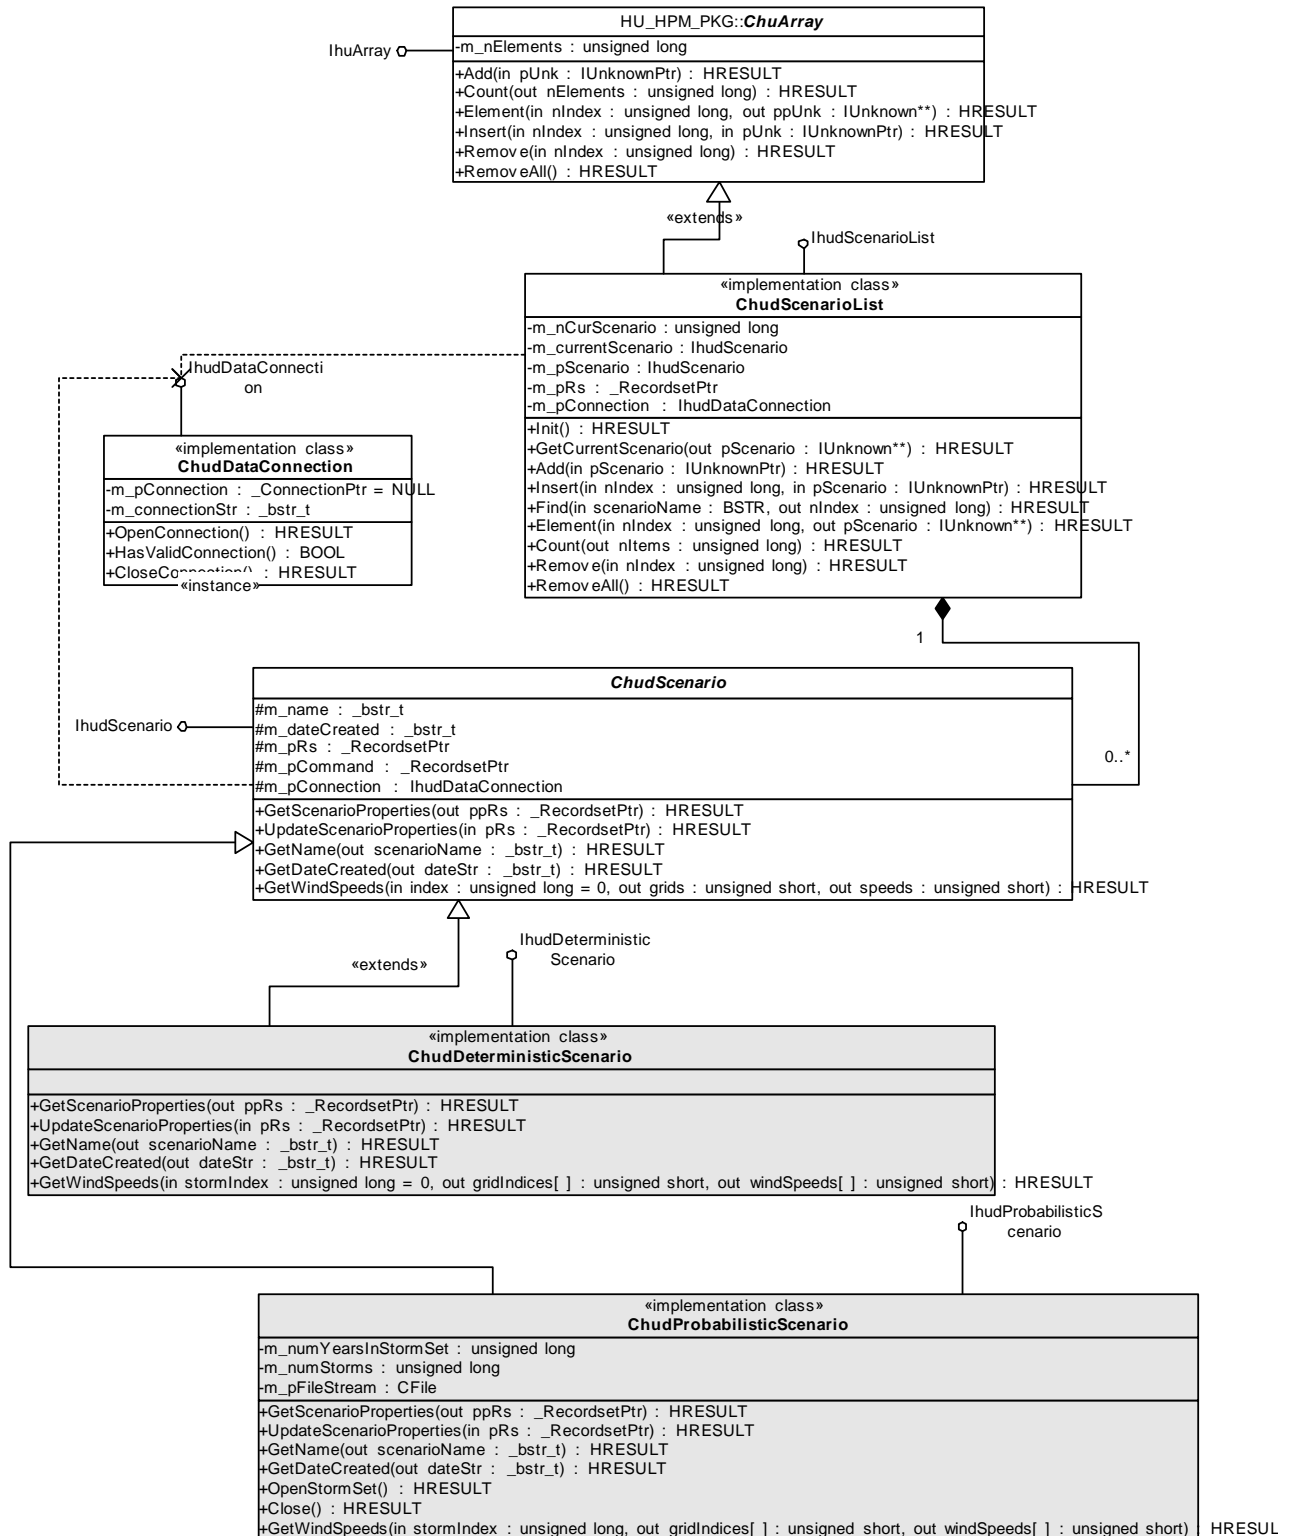 HU_HPM_PKG::ChuArray
IhuArray
-m_nElements : unsigned long
+Add(in pUnk : IUnknownPtr) : HRESULT
+Count(out nElements : unsigned long) : HRESULT
+Element(in nIndex : unsigned long, out ppUnk : IUnknown**) : HRESULT
+Insert(in nIndex : unsigned long, in pUnk : IUnknownPtr) : HRESULT
+Remove(in nIndex : unsigned long) : HRESULT
+RemoveAll() : HRESULT
«extends»
IhudScenarioList
«implementation class»
ChudScenarioList
-m_nCurScenario : unsigned long
-m_currentScenario : IhudScenario
-m_pScenario : IhudScenario
-m_pRs : _RecordsetPtr
-m_pConnection : IhudDataConnection
+Init() : HRESULT
+GetCurrentScenario(out pScenario : IUnknown**) : HRESULT
+Add(in pScenario : IUnknownPtr) : HRESULT
+Insert(in nIndex : unsigned long, in pScenario : IUnknownPtr) : HRESULT
+Find(in scenarioName : BSTR, out nIndex : unsigned long) : HRESULT
+Element(in nIndex : unsigned long, out pScenario : IUnknown**) : HRESULT
+Count(out nItems : unsigned long) : HRESULT
+Remove(in nIndex : unsigned long) : HRESULT
+RemoveAll() : HRESULT
IhudDataConnecti
on
«implementation class»
ChudDataConnection
-m_pConnection : _ConnectionPtr = NULL
-m_connectionStr : _bstr_t
+OpenConnection() : HRESULT
+HasValidConnection() : BOOL
+CloseConnection() : HRESULT
«instance»
1
0..*
ChudScenario
IhudScenario
#m_name : _bstr_t
#m_dateCreated : _bstr_t
#m_pRs : _RecordsetPtr
#m_pCommand : _RecordsetPtr
#m_pConnection : IhudDataConnection
+GetScenarioProperties(out ppRs : _RecordsetPtr) : HRESULT
+UpdateScenarioProperties(in pRs : _RecordsetPtr) : HRESULT
+GetName(out scenarioName : _bstr_t) : HRESULT
+GetDateCreated(out dateStr : _bstr_t) : HRESULT
+GetWindSpeeds(in index : unsigned long = 0, out grids : unsigned short, out speeds : unsigned short) : HRESULT
«extends»
IhudDeterministic
Scenario
«implementation class»
ChudDeterministicScenario
+GetScenarioProperties(out ppRs : _RecordsetPtr) : HRESULT
+UpdateScenarioProperties(in pRs : _RecordsetPtr) : HRESULT
+GetName(out scenarioName : _bstr_t) : HRESULT
+GetDateCreated(out dateStr : _bstr_t) : HRESULT
+GetWindSpeeds(in stormIndex : unsigned long = 0, out gridIndices[ ] : unsigned short, out windSpeeds[ ] : unsigned short) : HRESULT
IhudProbabilisticS
cenario
«implementation class»
ChudProbabilisticScenario
-m_numYearsInStormSet : unsigned long
-m_numStorms : unsigned long
-m_pFileStream : CFile
+GetScenarioProperties(out ppRs : _RecordsetPtr) : HRESULT
+UpdateScenarioProperties(in pRs : _RecordsetPtr) : HRESULT
+GetName(out scenarioName : _bstr_t) : HRESULT
+GetDateCreated(out dateStr : _bstr_t) : HRESULT
+OpenStormSet() : HRESULT
+Close() : HRESULT
+GetWindSpeeds(in stormIndex : unsigned long, out gridIndices[ ] : unsigned short, out windSpeeds[ ] : unsigned short) : HRESUL